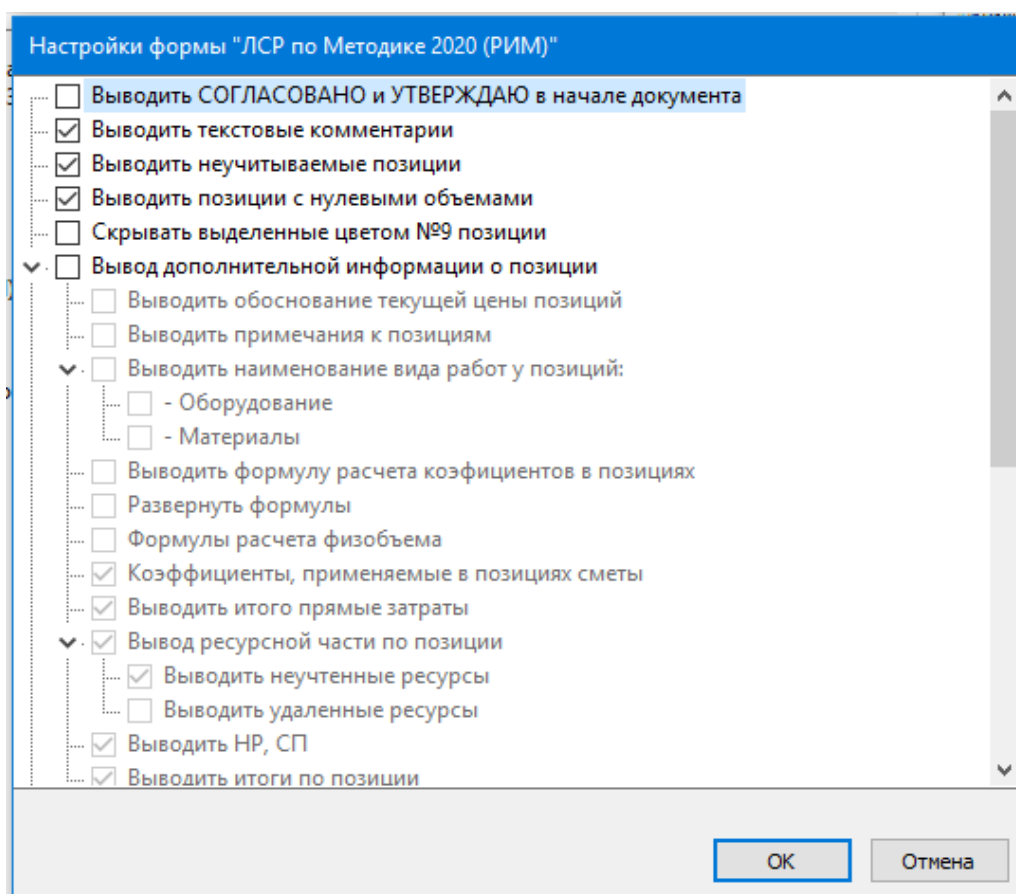 Настройки формы "ЛСР по Методике 2020 (РИМ)"
Выводить СОГЛАСОВАНО и УТВЕРЖДАЮ в начале документа
Выводить текстовые комментарии
Выводить неучитываемые позиции
Выводить позиции с нулевыми объемами
Скрывать выделенные цветом №9 позиции
Вывод дополнительной информации о позиции
Выводить обоснование текущей цены позиций
Выводить примечания к позициям
Выводить наименование вида работ у позиций:
- Оборудование
- Материалы
Выводить формулу расчета коэфициентов в позициях
Развернуть формулы
Формулы расчета физобъема
Коэффициенты, применяемые в позициях сметы
Выводить итого прямые затраты
Вывод ресурсной части по позиции
Выводить неучтенные ресурсы
Выводить удаленные ресурсы
Выводить НР, СП
Выводить итоги по позиции
ОК Отмена